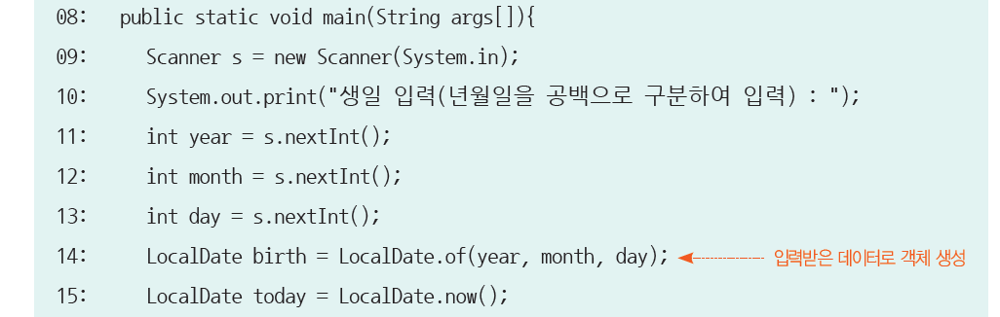 08: public static void main(String args[]){
09: Scanner s = new Scanner(System.in);
10: System.out.print("생일 입력(년월일을 공백으로 구분하여 입력) : ");
11: int year = s.nextInt();
12: int month = s.nextInt();
13: int day = s.nextInt();
14: LocalDate birth = LocalDate.of(year, month, day); 입력받은 데이터로 객체 생성
15: LocalDate today = LocalDate.now();